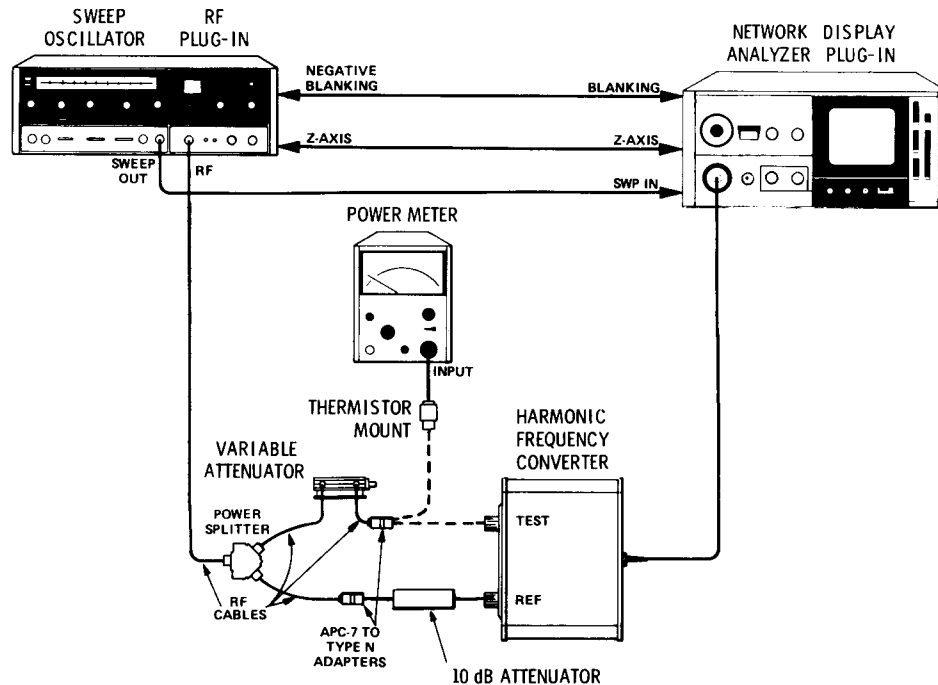 SWEEP
OSCILLATOR
RF
PLUG-IN
NETWORK
ANALYZER
DISPLAY
PLUG-IN
NEGATIVE
BLANKING
BLANKING
Z-AXIS
Z-AXIS
SWEEP
OUT
RF
SWP IN
POWER METER
INPUT
THERMISTOR
MOUNT
HARMONIC
FREQUENCY
CONVERTER
VARIABLE
ATTENUATOR
POWER
SPLITTER
TEST
RF
CABLES
REF
APC-7 TO
TYPE N
ADAPTERS
10 dB ATTENUATOR